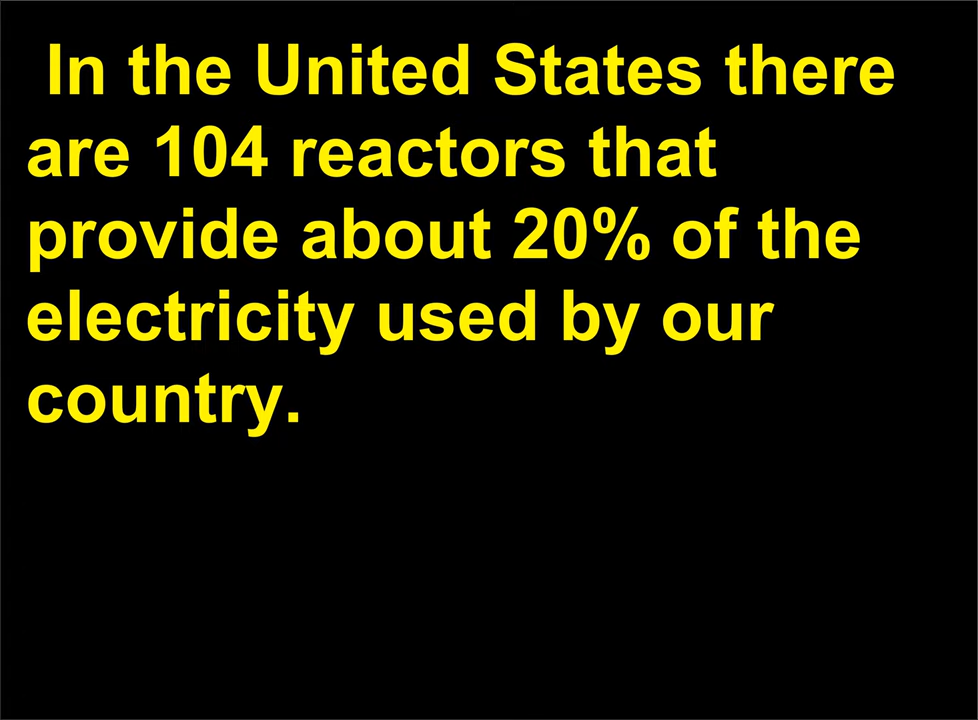 In the United States there
are 104 reactors that
provide about 20% of the
electricity used by our
country.